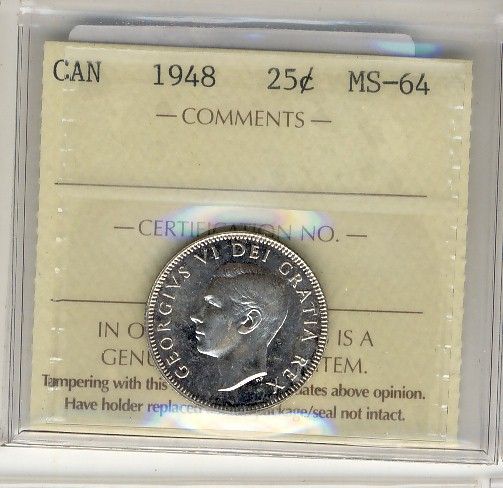 CAN 1948 25¢ MS-64
— COMMENTS —
— CERTIFICATION NO. —
GEORGIVS VI DEI GRATIA REX
IN O IS A
GENU TEM.
Tampering with this ates above opinion.
Have holder replaced kage/seal not intact.